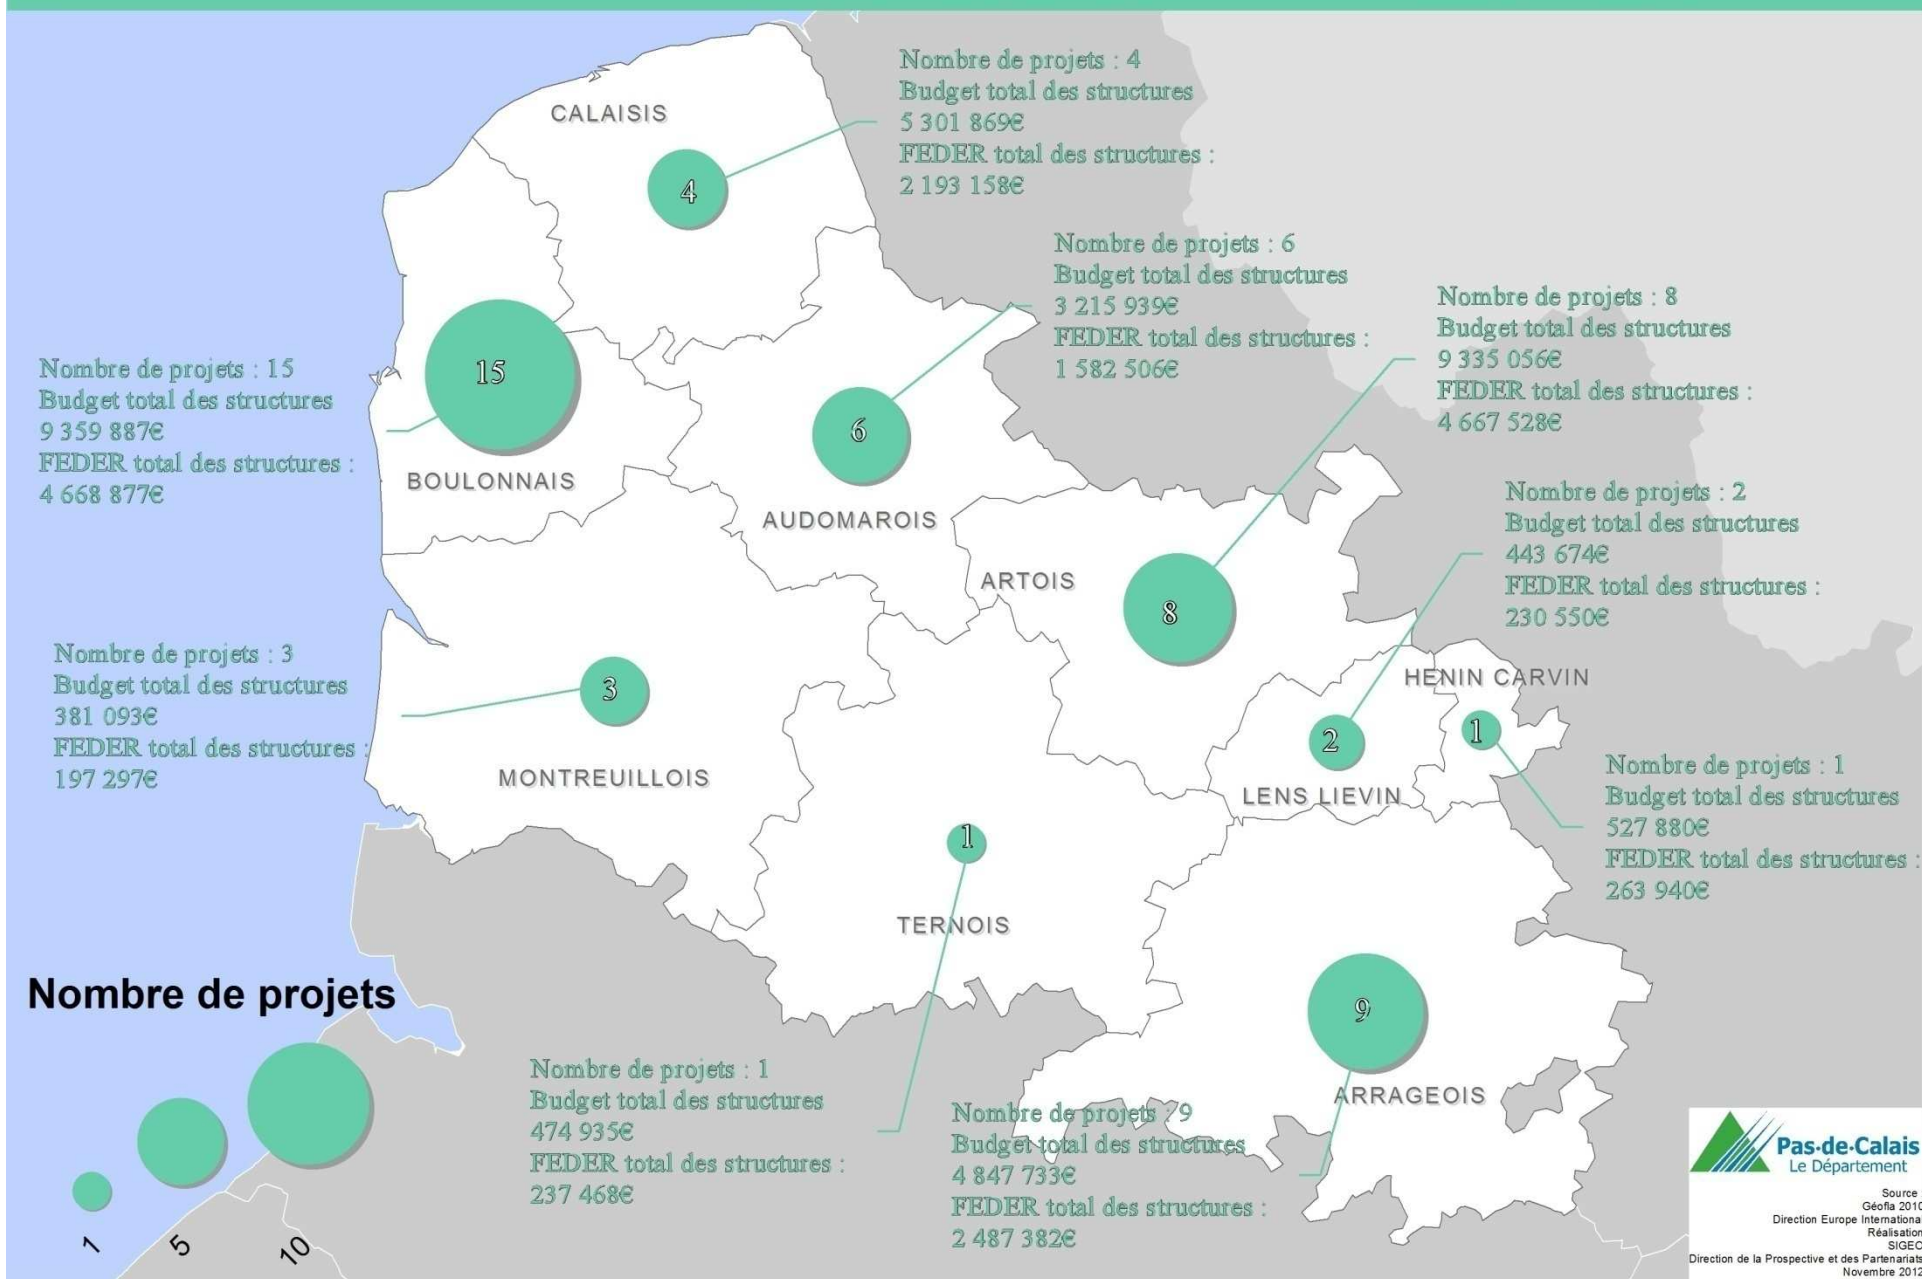 CALAISIS
4
Nombre de projets : 4
Budget total des structures
5 301 869€
FEDER total des structures :
2 193 158€
Nombre de projets : 6
Budget total des structures
3 215 939€
FEDER total des structures :
1 582 506€
Nombre de projets : 8
Budget total des structures
9 335 056€
FEDER total des structures :
4 667 528€
Nombre de projets : 15
Budget total des structures
9 359 887€
FEDER total des structures :
4 668 877€
15
BOULONNAIS
6
AUDOMAROIS
Nombre de projets : 2
Budget total des structures
443 674€
FEDER total des structures :
230 550€
ARTOIS
8
Nombre de projets : 3
Budget total des structures
381 093€
FEDER total des structures :
197 297€
3
MONTREUILLOIS
HENIN CARVIN
1
2
LENS LIEVIN
Nombre de projets : 1
Budget total des structures
527 880€
FEDER total des structures :
263 940€
1
TERNOIS
9
ARRAGEOIS
Nombre de projets
1
5
10
Nombre de projets : 1
Budget total des structures
474 935€
FEDER total des structures :
237 468€
Nombre de projets : 9
Budget total des structures
4 847 733€
FEDER total des structures :
2 487 382€
Pas-de-Calais
Le Département
Source
Géofla 2010
Direction Europe Internationa
Réalisation
SIGEO
Direction de la Prospective et des Partenariats
Novembre 2012